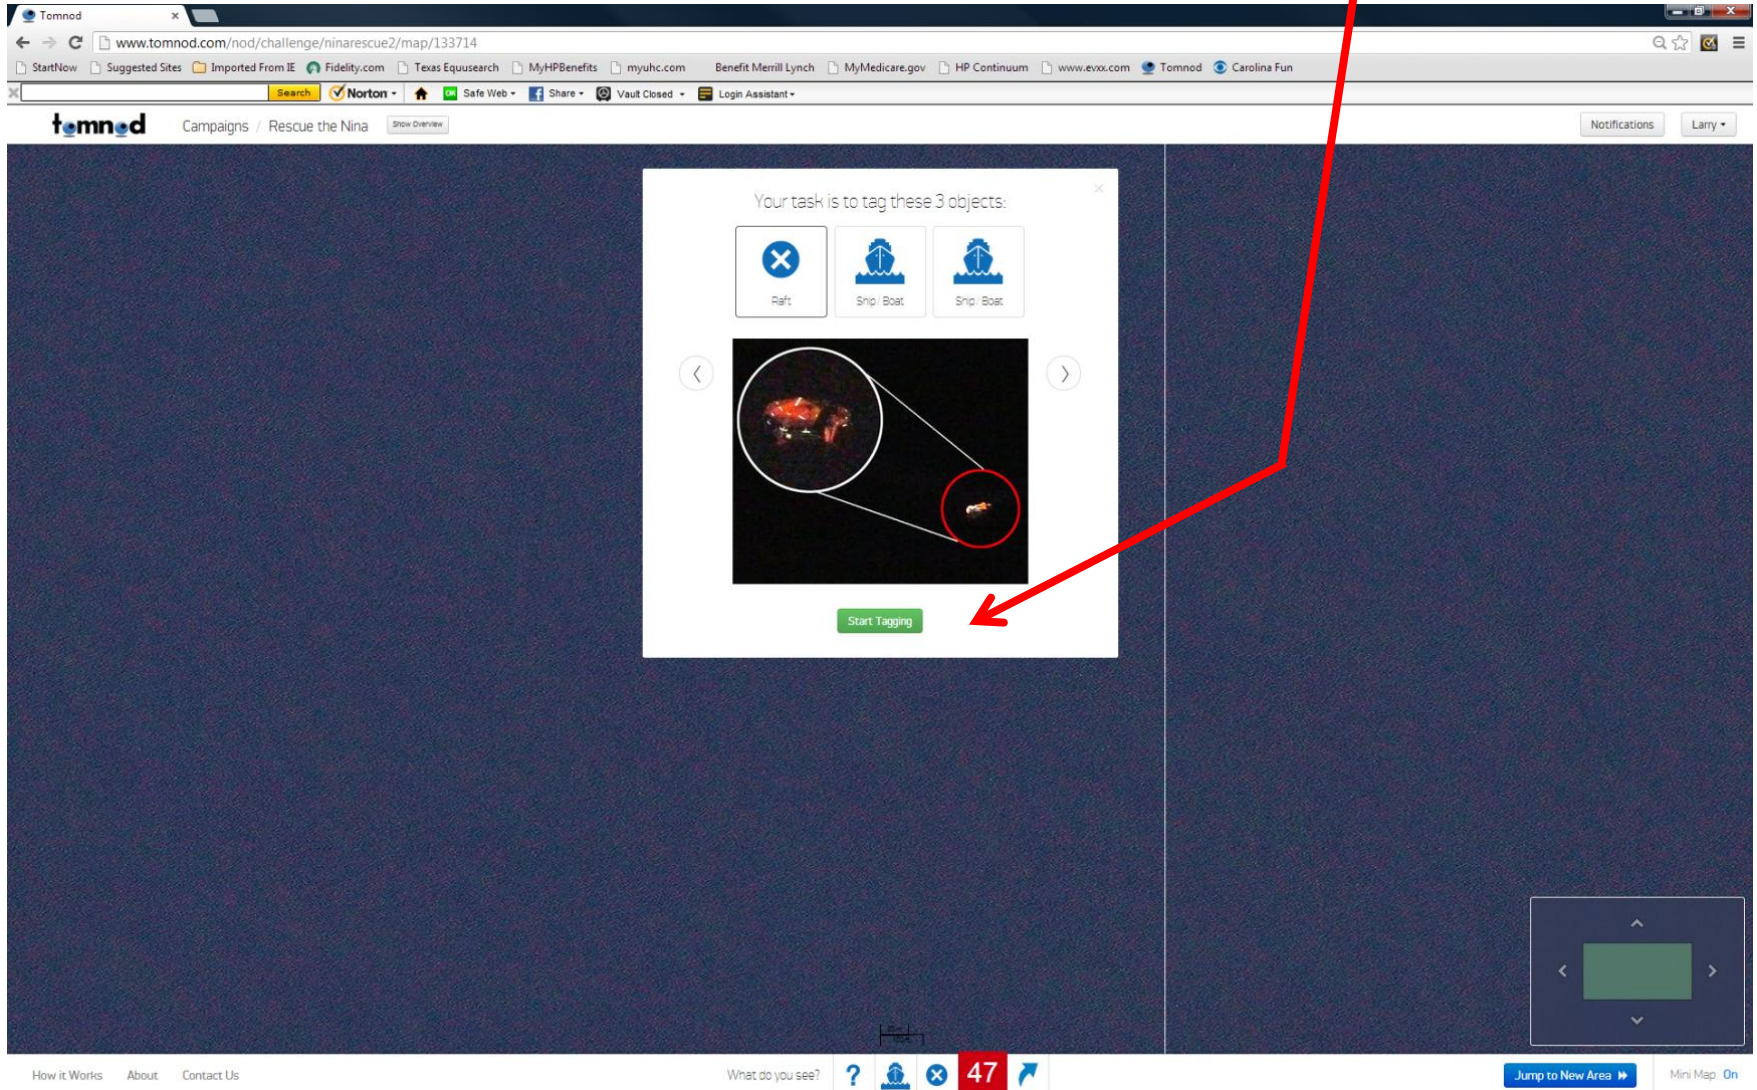 Tomnod
www.tomnod.com/nod/challenge/ninarescue2/map/133714
StartNow Suggested Sites Imported From IE Fidelity.com Texas Equusearch MyHPBenefits myuhc.com Benefit Merrill Lynch MyMedicare.gov HP Continuum www.evxx.com Tomnod Carolina Fun
Search Norton Safe Web Share Vault Closed Login Assistant
tomnod Campaigns / Rescue the Nina Show Overview Notifications Larry
Your task is to tag these 3 objects:
Raft Ship/Boat Ship/Boat
Start Tagging
How it Works About Contact Us What do you see? ? 47 Jump to New Area Mini Map On